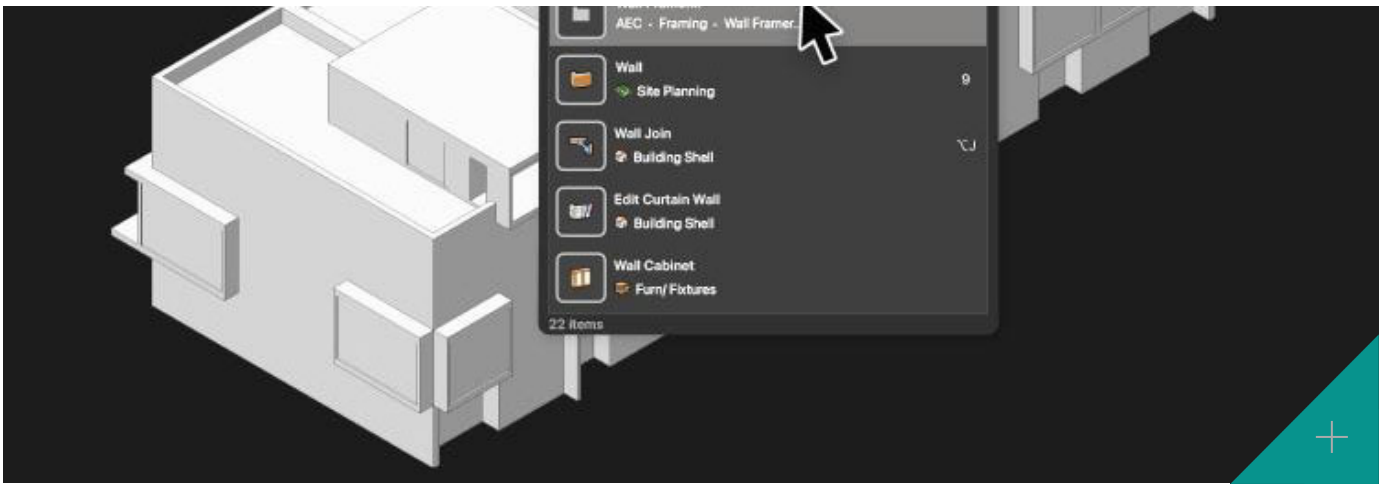 AEC - Framing - Wall Framer...
Wall
9
Site Planning
Wall Join
⌥J
Building Shell
Edit Curtain Wall
Building Shell
Wall Cabinet
Furn/Fixtures
22 items